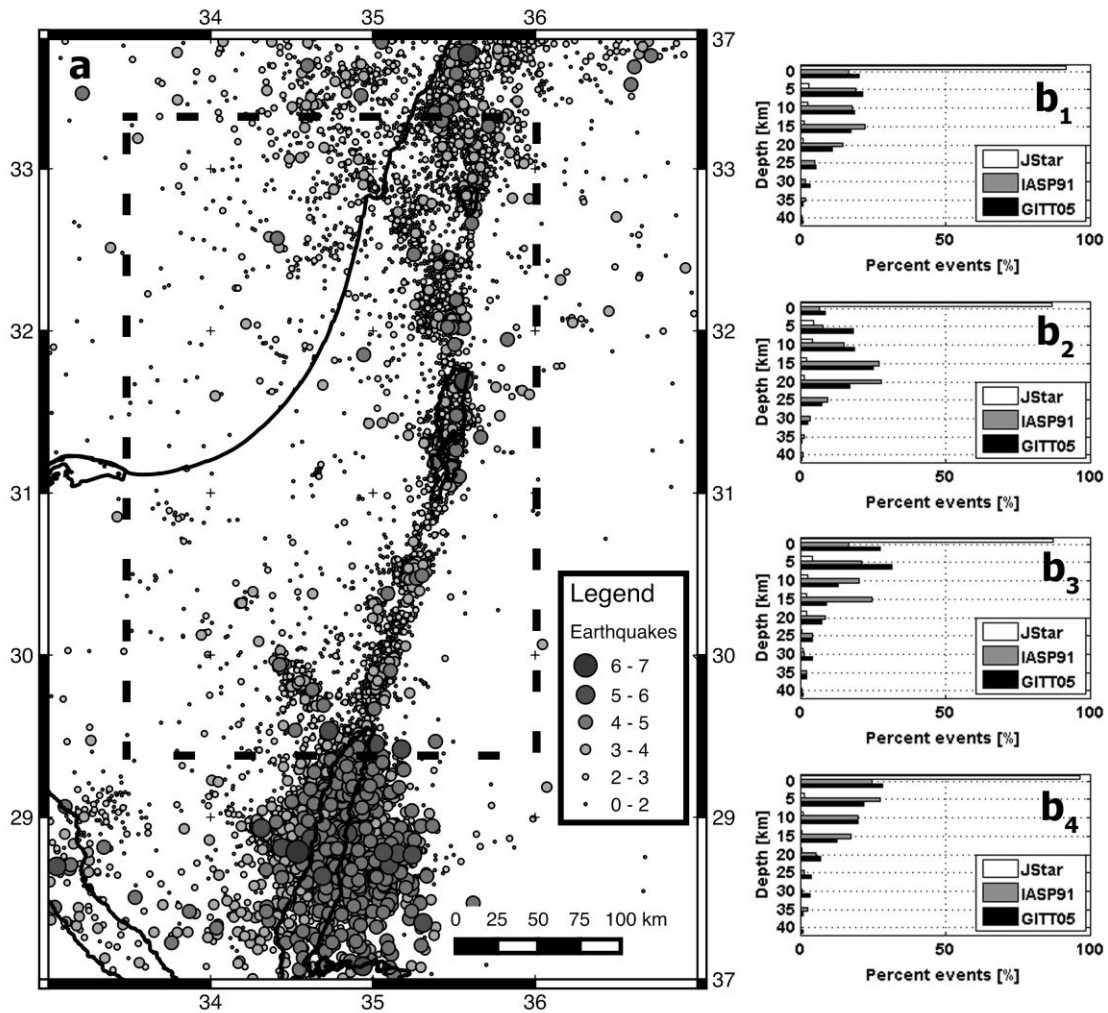 34 35 36
37 37
a
33 33
32 32
31 31
30 30
29 29
37
34 35 36
Legend
Earthquakes
6 - 7
5 - 6
4 - 5
3 - 4
2 - 3
0 - 2
0 25 50 75 100 km
b1
Depth [km]
0
5
10
15
20
25
30
35
40
JStar
IASP91
GITT05
0 50 100
Percent events [%]
b2
Depth [km]
0
5
10
15
20
25
30
35
40
JStar
IASP91
GITT05
0 50 100
Percent events [%]
b3
Depth [km]
0
5
10
15
20
25
30
35
40
JStar
IASP91
GITT05
0 50 100
Percent events [%]
b4
Depth [km]
0
5
10
15
20
25
30
35
40
JStar
IASP91
GITT05
0 50 100
Percent events [%]